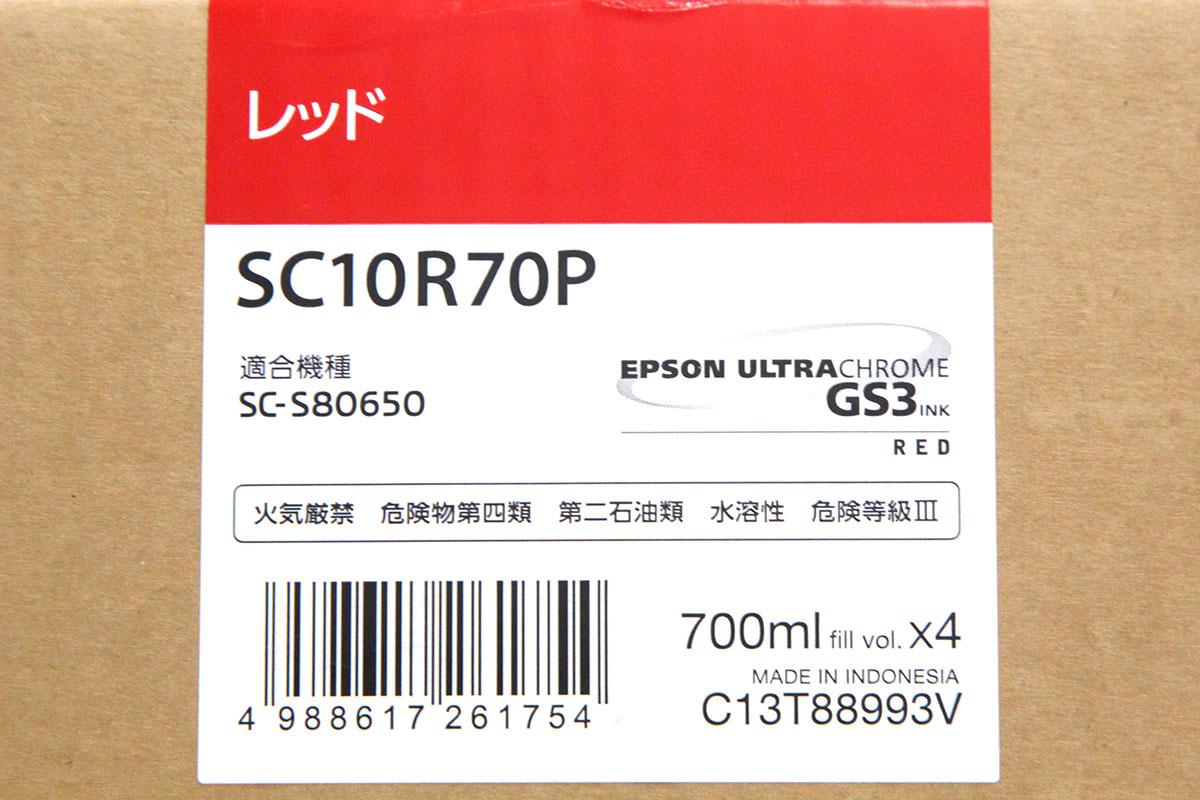 レッド
SC10R70P
適合機種
SC-S80650
EPSON ULTRACHROME
GS3 INK
RED
火気厳禁 危険物第四類 第二石油類 水溶性 危険等級Ⅲ
4 988617 261754
700ml fill vol. x4
MADE IN INDONESIA
C13T88993V